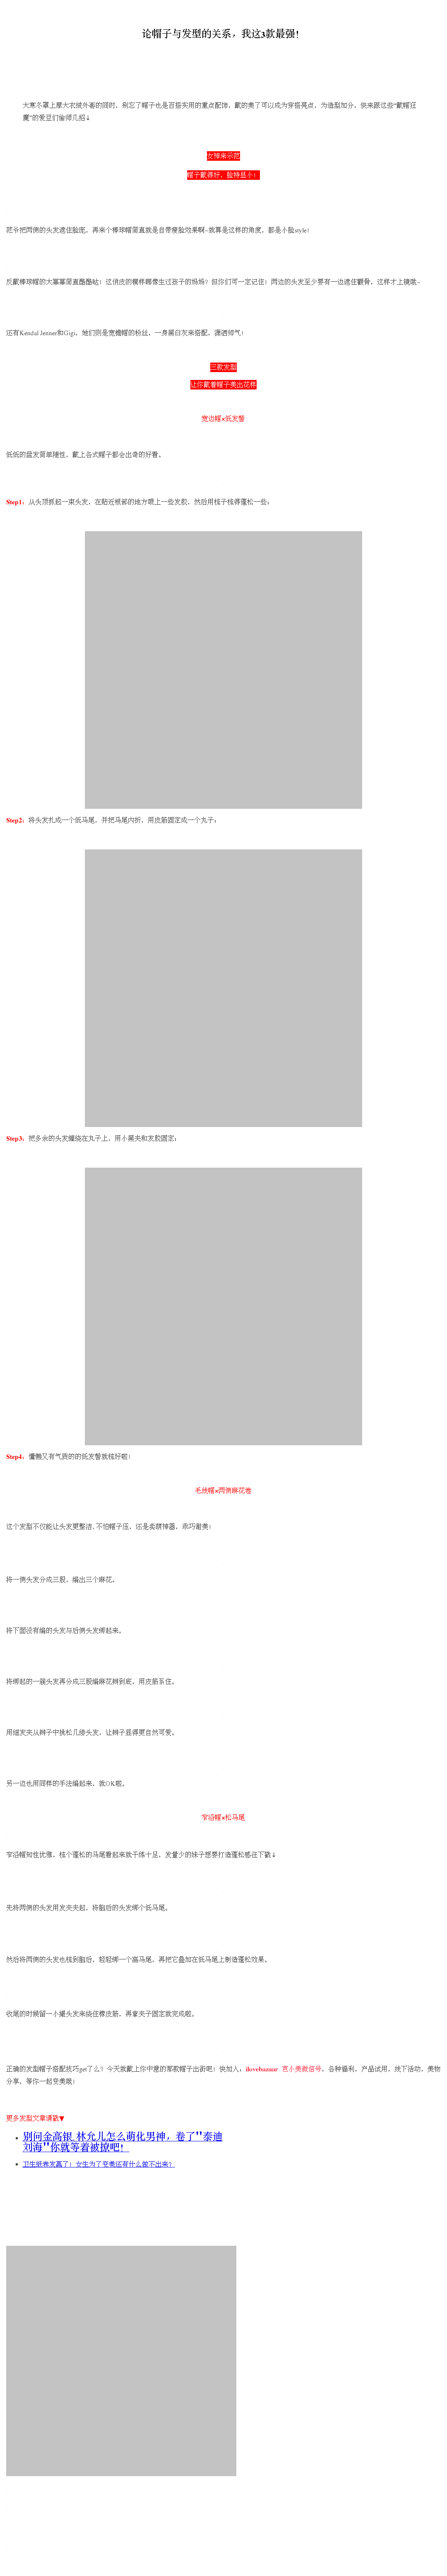 论帽子与发型的关系，我这3款最强！
大寒冬罩上厚大衣绒外套的同时，别忘了帽子也是百搭实用的重点配饰，戴的美了可以成为穿搭亮点，为造型加分。快来跟这些“戴帽狂
魔”的爱豆们偷师几招↓
女神来示范
帽子戴得好，脸特显小！
范爷把两侧的头发遮住脸庞，再来个棒球帽简直就是自带瘦脸效果啊~就算是这样的角度，都是小脸style！
反戴棒球帽的大幂幂简直酷酷哒！这俏皮的模样哪像生过孩子的妈妈？但你们可一定记住！两边的头发至少要有一边遮住颧骨，这样才上镜哦~
还有Kendal Jenner和Gigi，她们则是宽檐帽的粉丝，一身黑白灰来搭配，潇洒帅气！
三款发型
让你戴着帽子美出花样
宽边帽×低发髻
低低的盘发简单随性，戴上各式帽子都会出奇的好看。
Step1：从头顶抓起一束头发，在贴近根部的地方喷上一些发胶，然后用梳子梳得蓬松一些；
Step2：将头发扎成一个低马尾，并把马尾内折，用皮筋固定成一个丸子；
Step3：把多余的头发缠绕在丸子上，用小黑夹和发胶固定；
Step4：慵懒又有气质的的低发髻就梳好啦！
毛线帽×两侧麻花卷
这个发型不仅能让头发更整洁、不怕帽子压，还是卖萌神器，乖巧甜美！
将一侧头发分成三股，编出三个麻花。
将下面没有编的头发与后侧头发绑起来。
将绑起的一簇头发再分成三股编麻花辫到底，用皮筋系住。
用细发夹从辫子中挑松几缕头发，让辫子显得更自然可爱。
另一边也用同样的手法编起来，就OK啦。
窄沿帽×松马尾
窄沿帽知性优雅，梳个蓬松的马尾看起来就干练十足，发量少的妹子想要打造蓬松感往下戳↓
先将两侧的头发用发夹夹起，将脑后的头发绑个低马尾。
然后将两侧的头发也梳到脑后，轻轻绑一个高马尾，再把它叠加在低马尾上制造蓬松效果。
收尾的时候留一小撮头发来绕住橡皮筋，再拿夹子固定就完成啦。
正确的发型帽子搭配技巧get了么？今天就戴上你中意的那款帽子出街吧！快加入：ilovebazaar 芭小美微信号，各种福利，产品试用，线下活动，美物
分享，等你一起变美哦！
更多发型文章请戳▼
别问金高银、林允儿怎么萌化男神，卷了"泰迪
刘海"你就等着被撩吧！
卫生纸卷发赢了！女生为了变美还有什么做不出来？